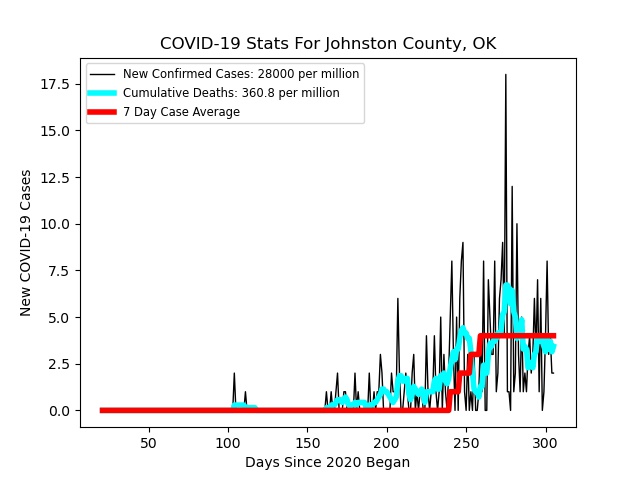 COVID-19 Stats For Johnston County, OK
New Confirmed Cases: 28000 per million
Cumulative Deaths: 360.8 per million
7 Day Case Average
17.5
15.0
12.5
10.0
7.5
5.0
2.5
0.0
New COVID-19 Cases
50 100 150 200 250 300
Days Since 2020 Began